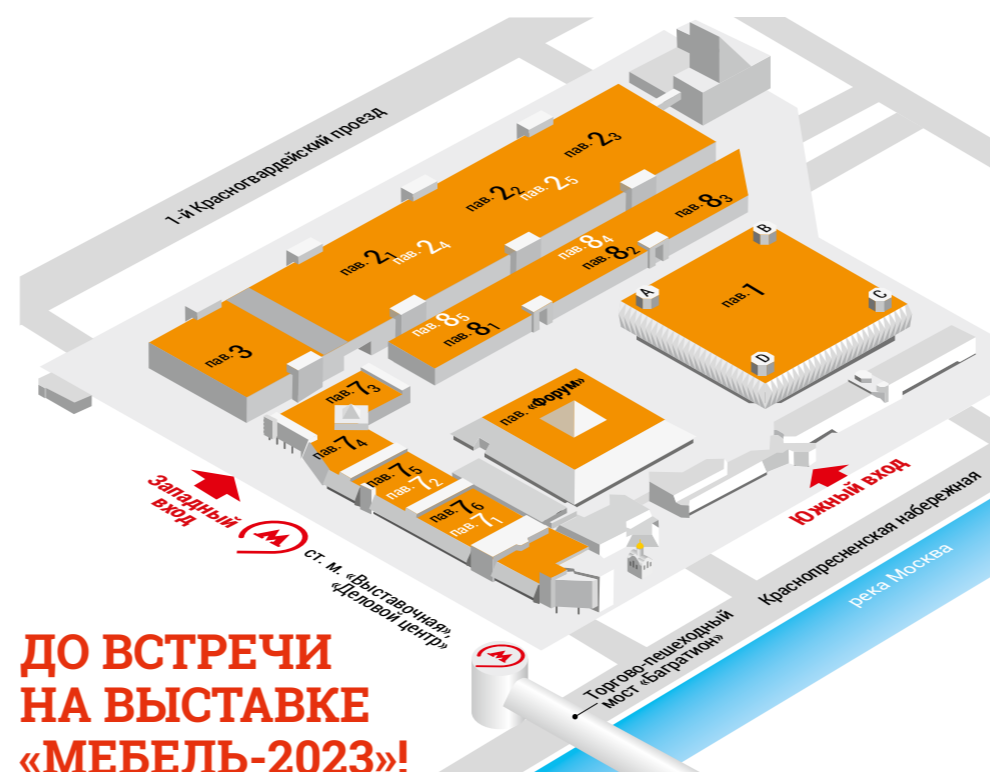 1-й Красногвардейский проезд
пав. 2₃
пав. 2₂
пав. 2₅
пав. 2₁
пав. 2₄
пав. 3
пав. 8₃
пав. 8₄
пав. 8₂
пав. 8₅
пав. 8₁
B
A
C
D
пав. 1
пав. 7₃
пав. 7₄
пав. 7₅
пав. 7₂
пав. 7₆
пав. 7₁
пав. «Форум»
Западный
вход
М
ст. м. «Выставочная»,
«Деловой центр»
Южный вход
Краснопресненская набережная
река Москва
М
Торгово-пешеходный
мост «Багратион»
ДО ВСТРЕЧИ
НА ВЫСТАВКЕ
«МЕБЕЛЬ-2023»!